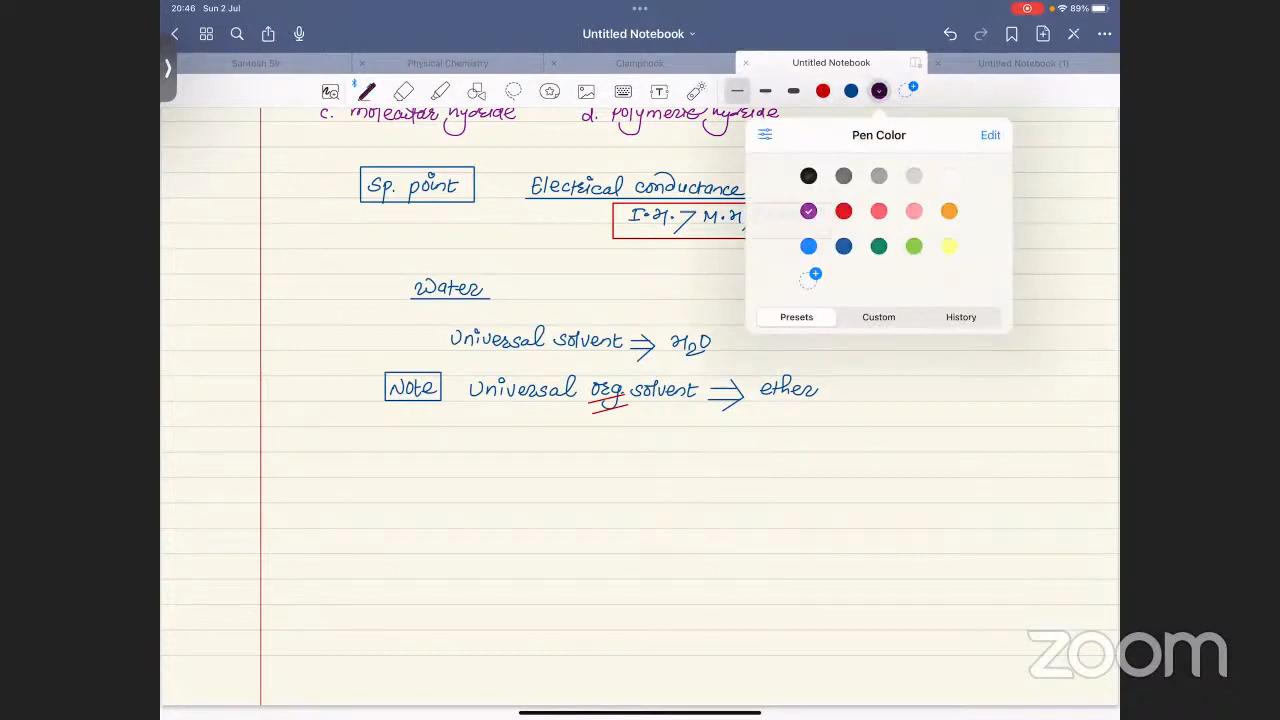 20:46 Sun 2 Jul
89%
Untitled Notebook
Santosh Sir
Physical Chemistry
Clamphook
Untitled Notebook
Untitled Notebook (1)
c. molecular hydride d. polymeric hydride
Pen Color
Edit
Sp. point Electrical conductance
I.H. > M.H
Water
Presets
Custom
History
Universal solvent ⇒ H2O
Note Universal org. solvent ⇒ ether
zoom